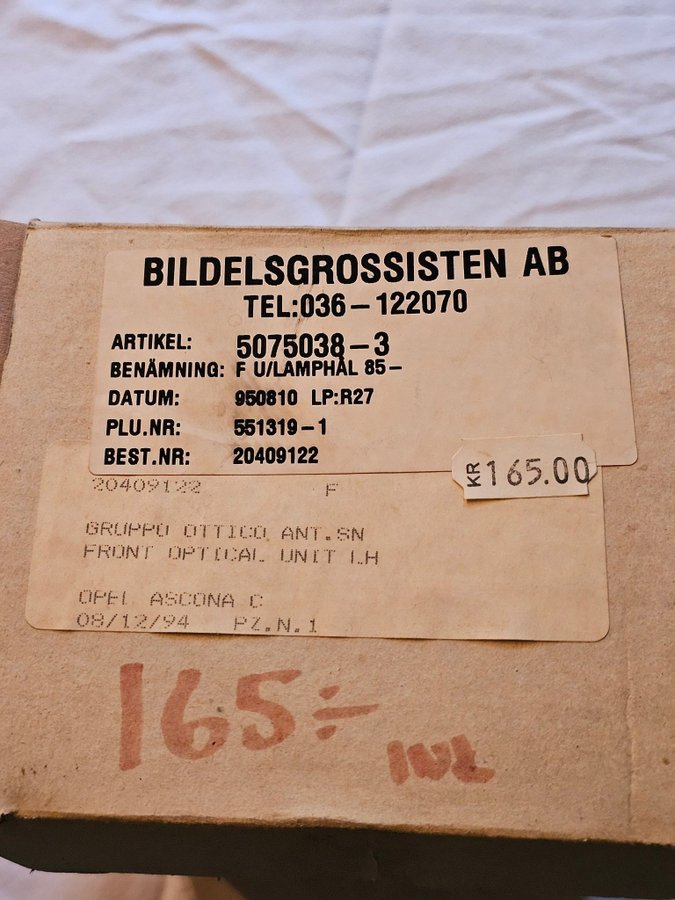 BILDELSGROSSISTEN AB
TEL:036-122070
ARTIKEL: 5075038-3
BENÄMNING: F U/LAMPHÅL 85-
DATUM: 950810 LP:R27
PLU.NR: 551319-1
BEST.NR: 20409122
KR 165.00
20409122 F
GRUPPO OTTICO ANT.SN
FRONT OPTICAL UNIT LH
OPEL ASCONA C
08/12/94 PZ.N.1
165:-